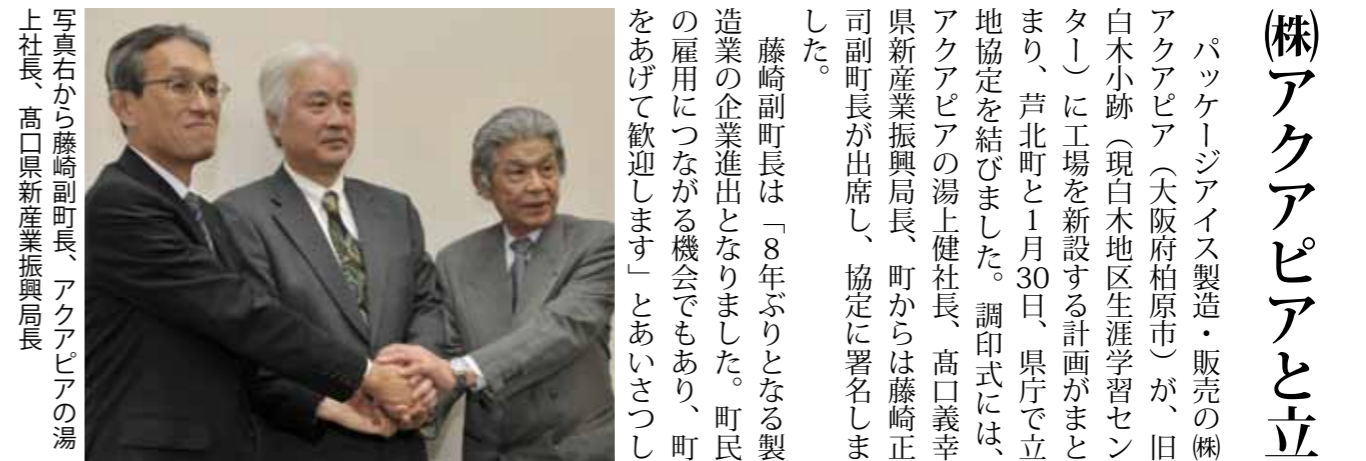 ㈱アクアピアと立
パッケージアイス製造・販売の㈱
アクアピア（大阪府柏原市）が、旧
白木小跡（現白木地区生涯学習セン
ター）に工場を新設する計画がまと
まり、芦北町と１月30日、県庁で立
地協定を結びました。調印式には、
アクアピアの湯上健社長、髙口義幸
県新産業振興局長、町からは藤崎正
司副町長が出席し、協定に署名しま
した。
藤崎副町長は「８年ぶりとなる製
造業の企業進出となりました。町民
の雇用につながる機会でもあり、町
をあげて歓迎します」とあいさつし
写真右から藤崎副町長、アクアピアの湯
上社長、髙口県新産業振興局長